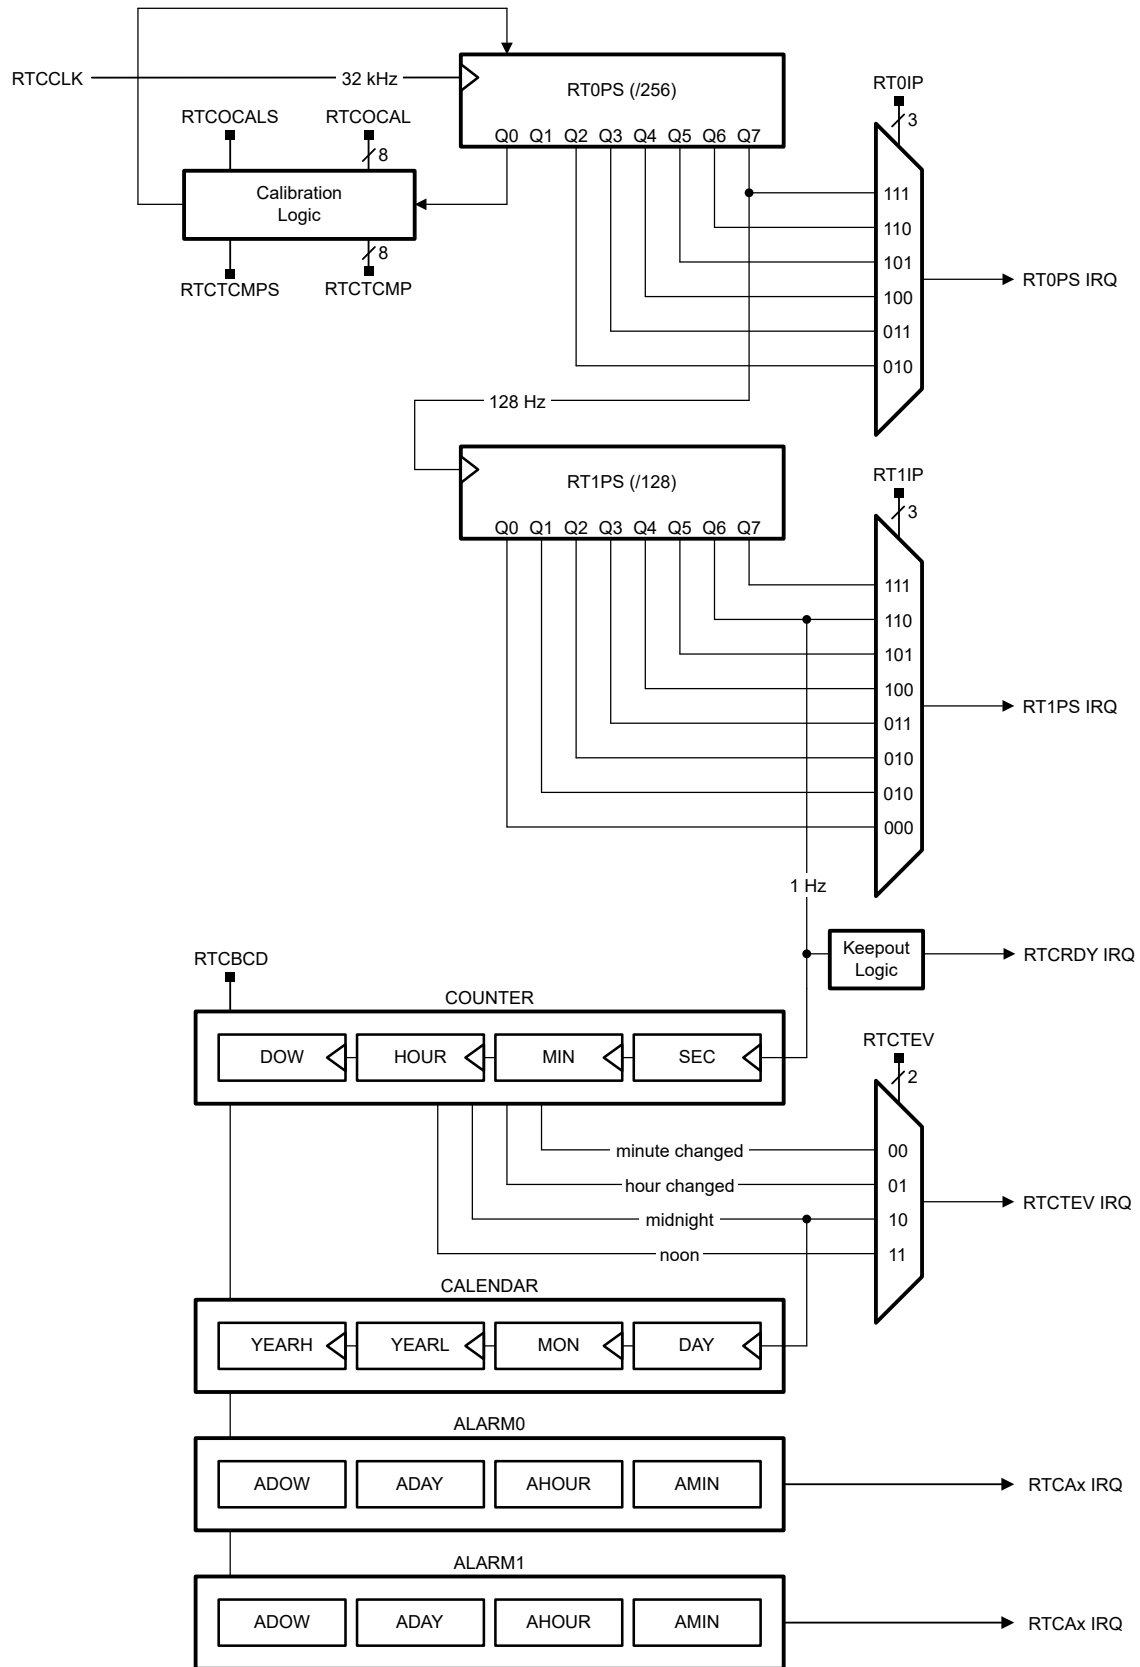 RTCCLK
32 kHz
RT0PS (/256)
Q0 Q1 Q2 Q3 Q4 Q5 Q6 Q7
RTCOCALS
RTCOCAL
8
Calibration
Logic
8
RTCTCMPS
RTCTCMP
RT0IP
3
111
110
101
100
011
010
RT0PS IRQ
128 Hz
RT1PS (/128)
Q0 Q1 Q2 Q3 Q4 Q5 Q6 Q7
RT1IP
3
111
110
101
100
011
010
010
000
RT1PS IRQ
1 Hz
Keepout
Logic
RTCRDY IRQ
RTCBCD
COUNTER
DOW HOUR MIN SEC
RTCTEV
2
minute changed 00
hour changed 01
midnight 10
noon 11
RTCTEV IRQ
CALENDAR
YEARH YEARL MON DAY
ALARM0
ADOW ADAY AHOUR AMIN
RTCAx IRQ
ALARM1
ADOW ADAY AHOUR AMIN
RTCAx IRQ